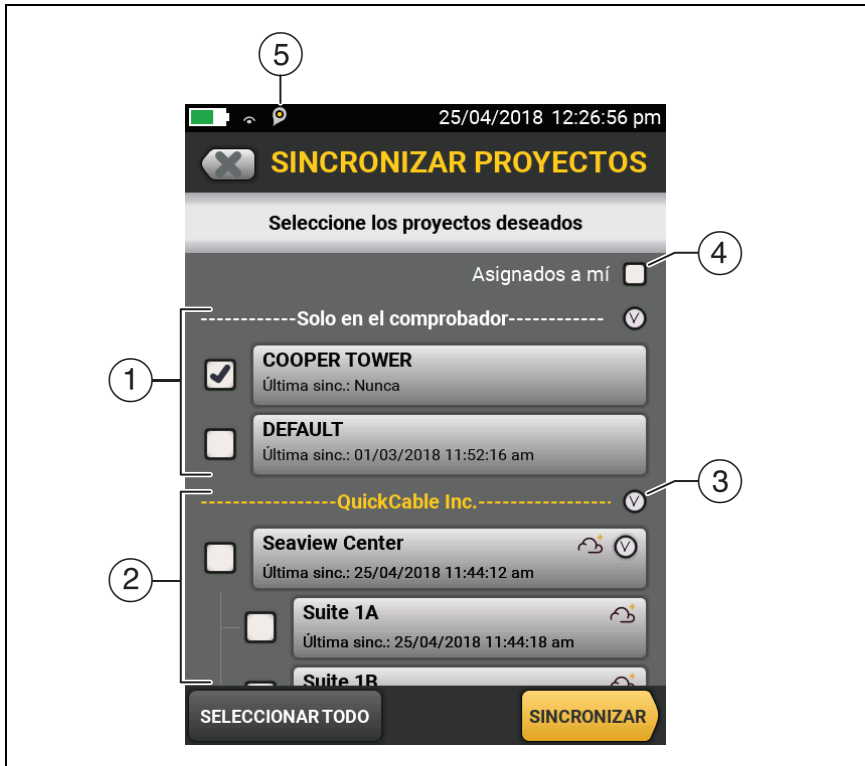 5
25/04/2018 12:26:56 pm
SINCRONIZAR PROYECTOS
Seleccione los proyectos deseados
4
Asignados a mí
Solo en el comprobador
1
COOPER TOWER
Última sinc.: Nunca
DEFAULT
Última sinc.: 01/03/2018 11:52:16 am
3
QuickCable Inc.
2
Seaview Center
Última sinc.: 25/04/2018 11:44:12 am
Suite 1A
Última sinc.: 25/04/2018 11:44:18 am
Suite 1B
SELECCIONAR TODO
SINCRONIZAR